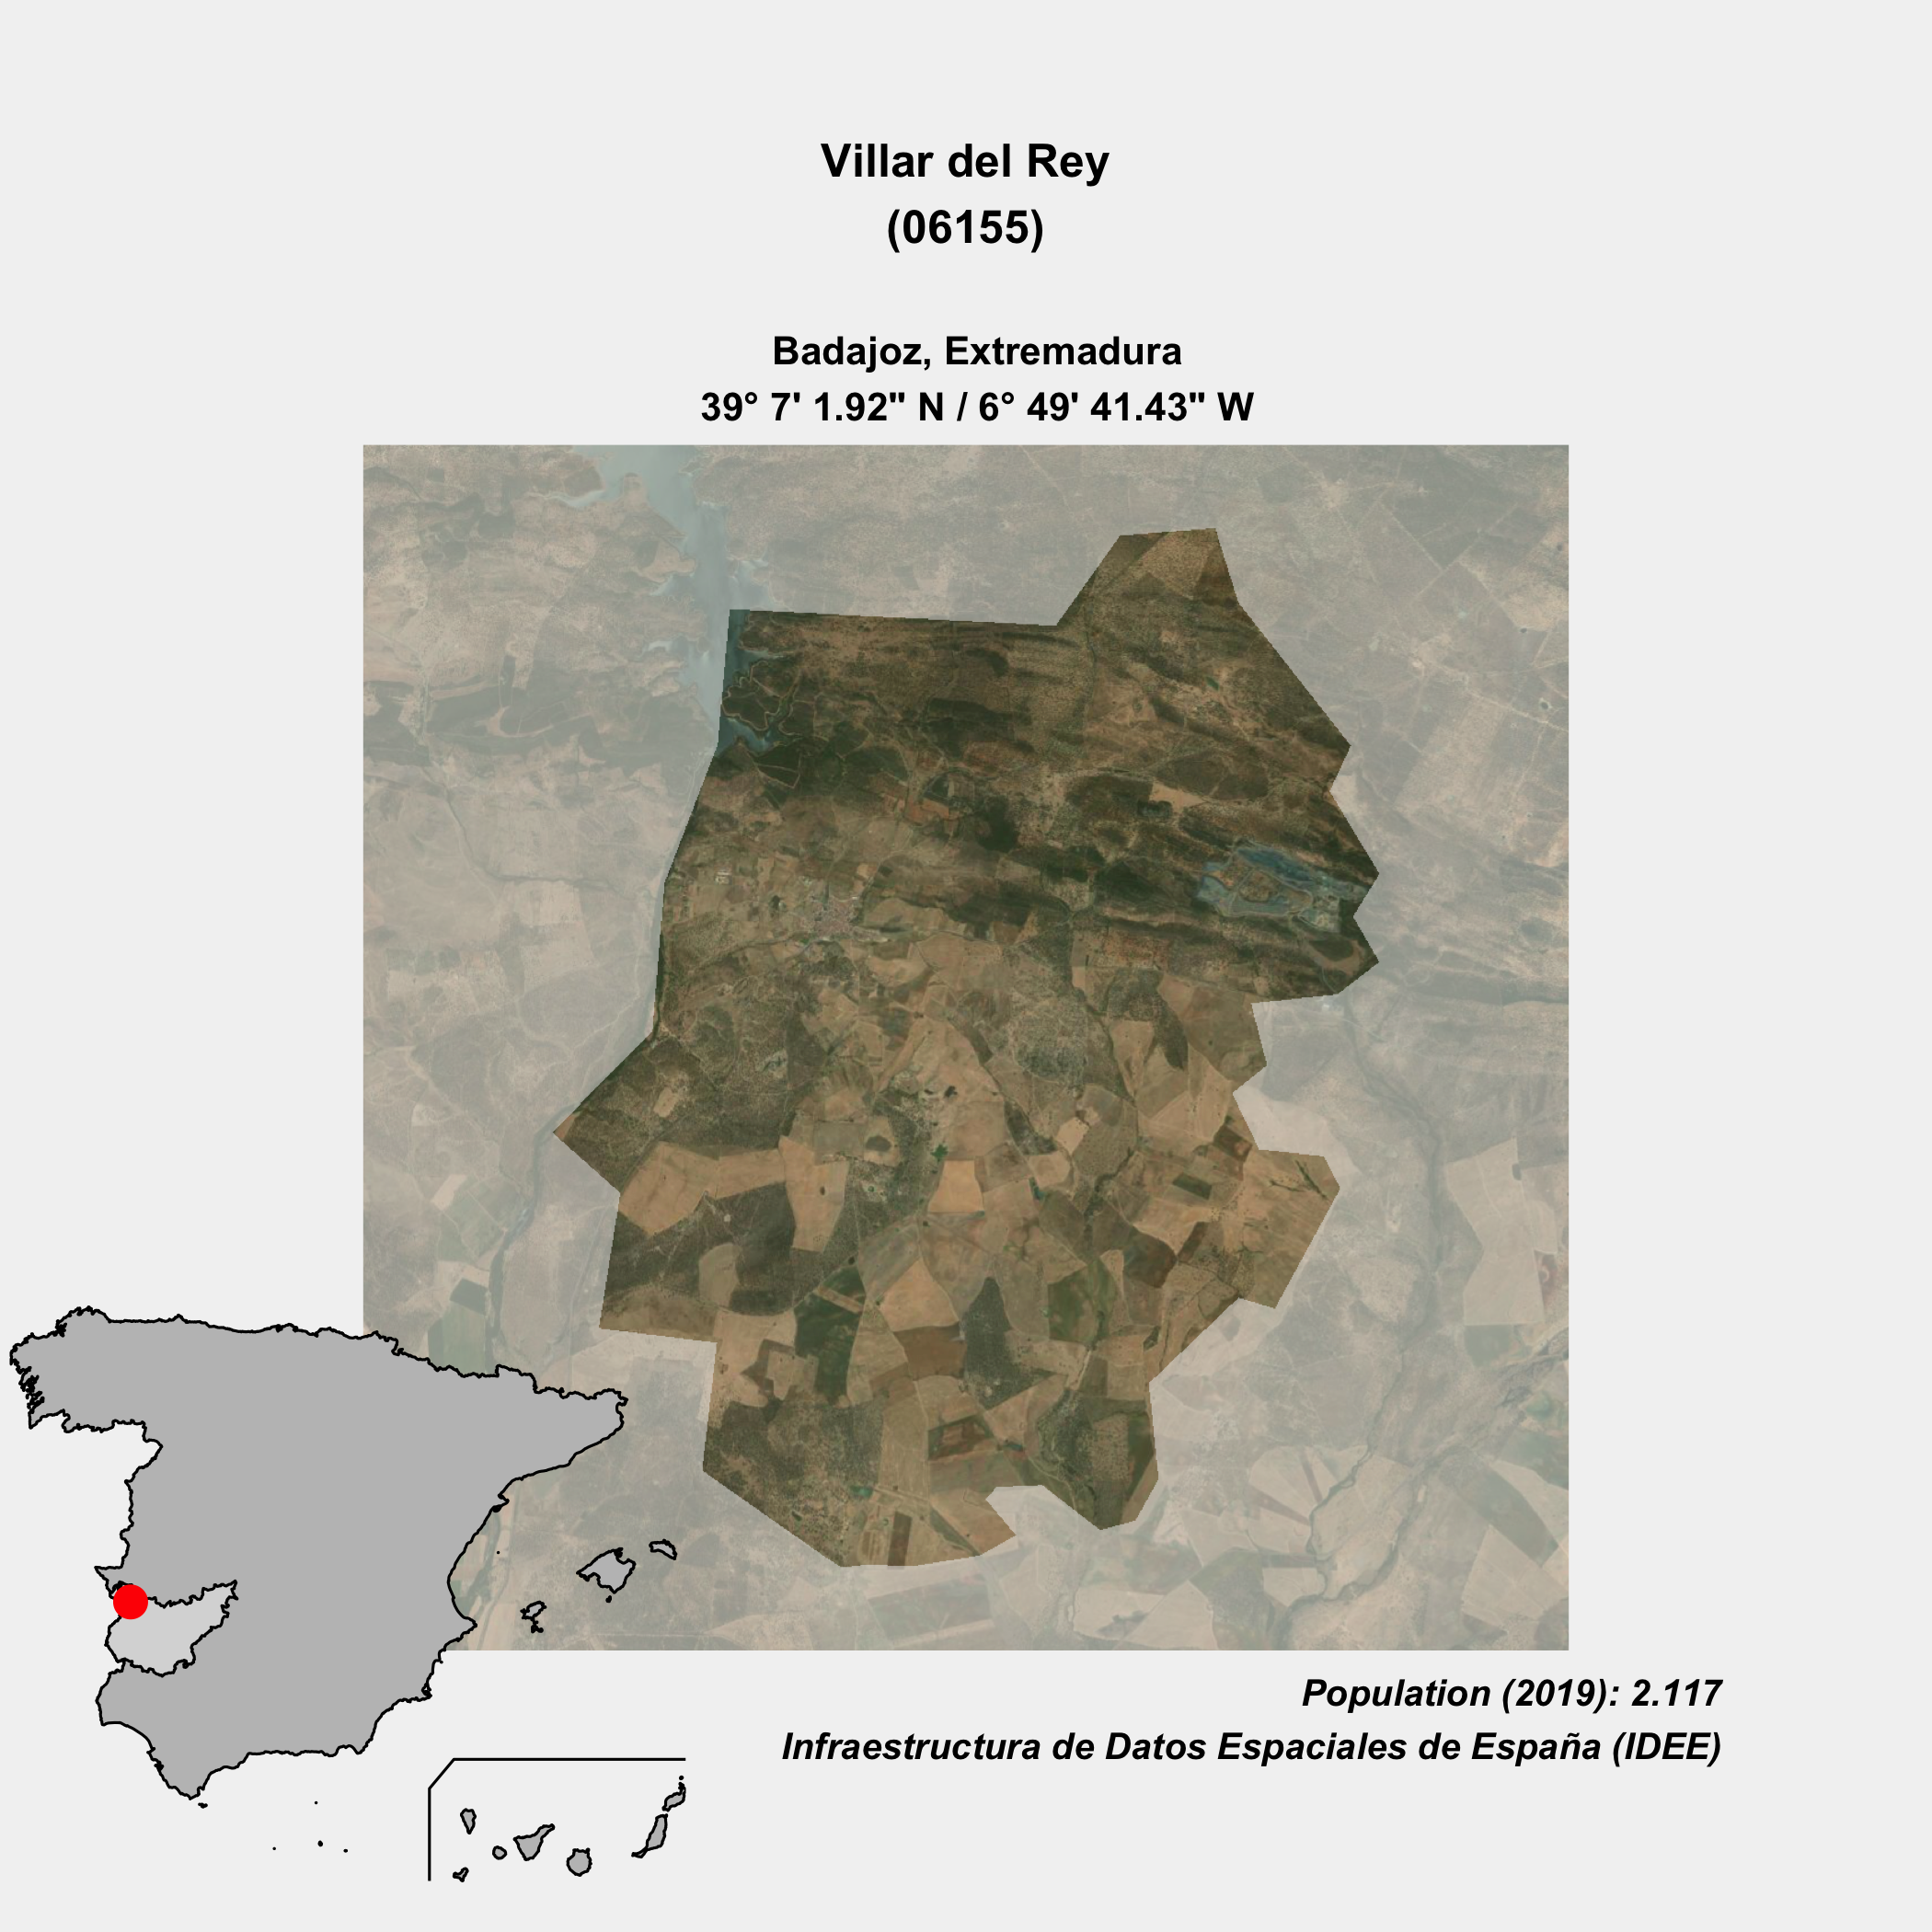 Villar del Rey
(06155)
Badajoz, Extremadura
39° 7' 1.92" N / 6° 49' 41.43" W
Population (2019): 2.117
Infraestructura de Datos Espaciales de España (IDEE)